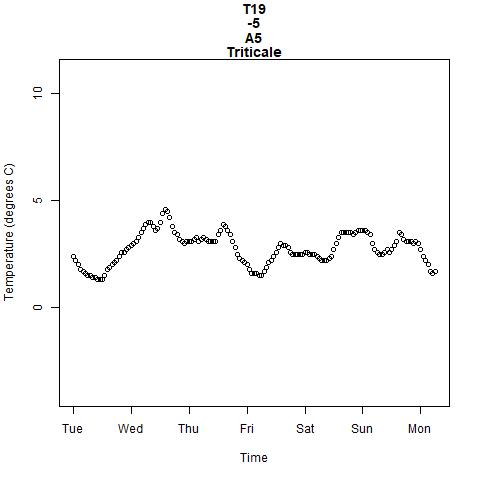 T19
-5
A5
Triticale
Temperature (degrees C)
10
5
0
Tue Wed Thu Fri Sat Sun Mon
Time